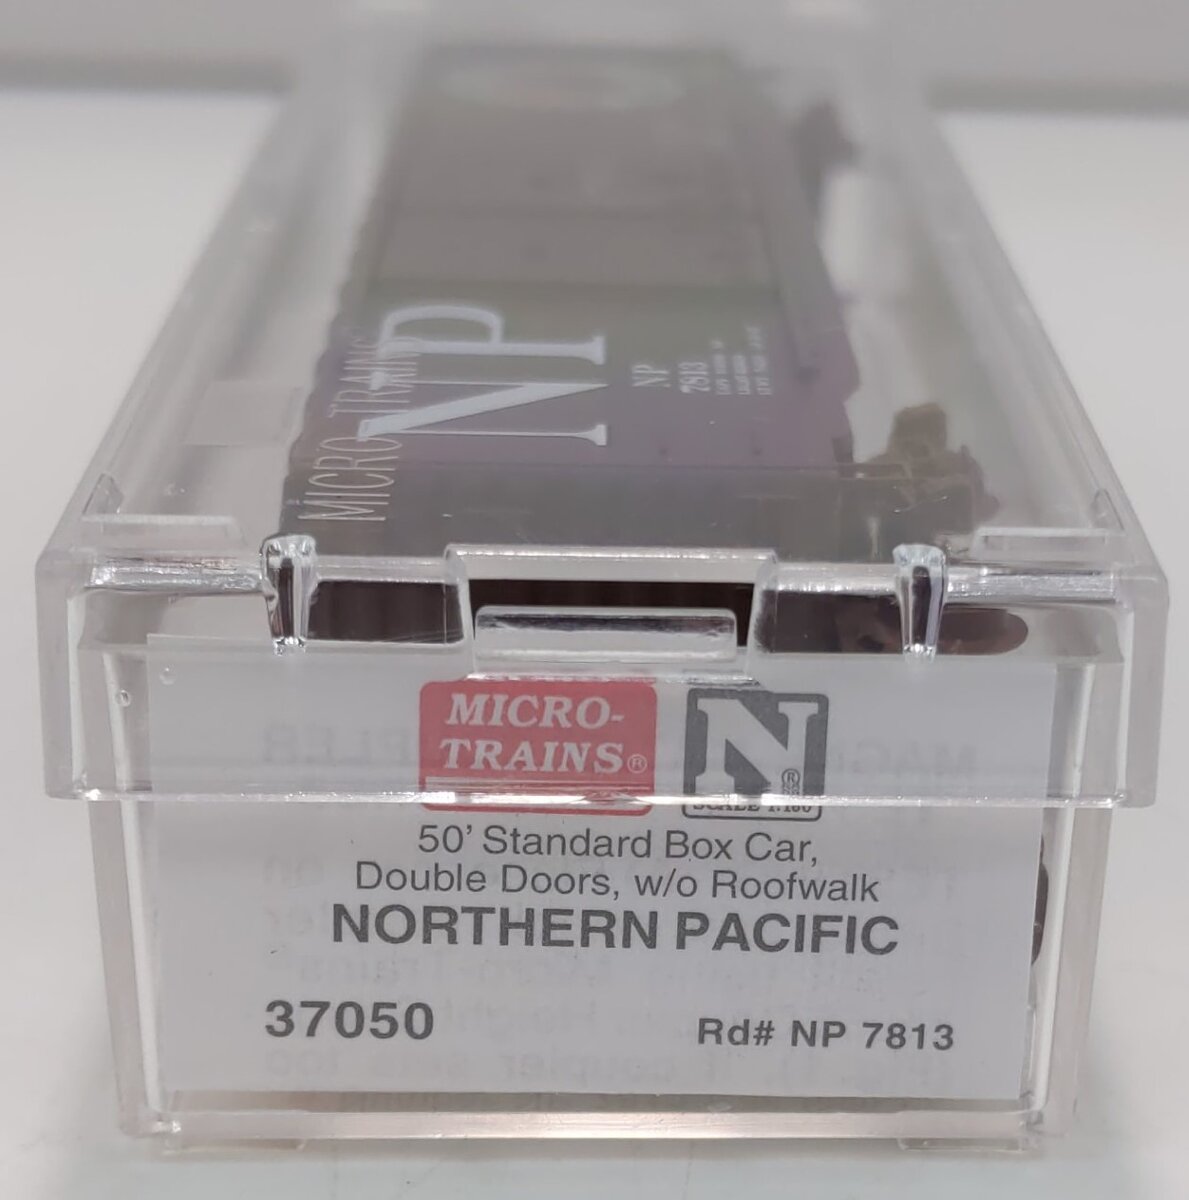 MICRO-TRAINS
NP
NP
7813
MICRO-
TRAINS®
N®
SCALE 1:160
50' Standard Box Car,
Double Doors, w/o Roofwalk
NORTHERN PACIFIC
37050
Rd# NP 7813